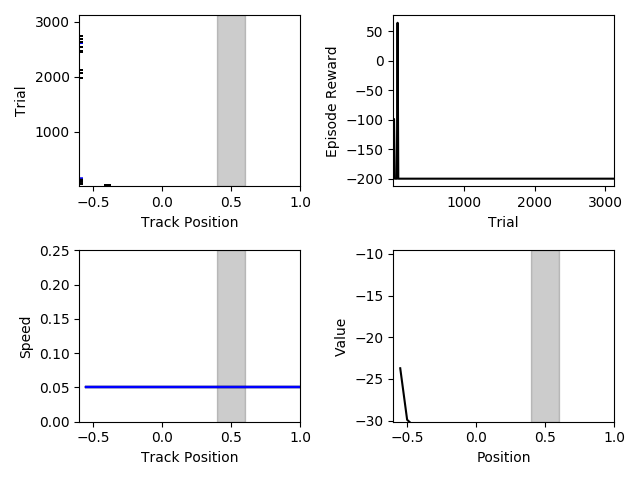 3000
2000
1000
Trial
−0.5 0.0 0.5 1.0
Track Position
50
0
−50
−100
−150
−200
Episode Reward
1000 2000 3000
Trial
0.25
0.20
0.15
0.10
0.05
0.00
Speed
−0.5 0.0 0.5 1.0
Track Position
−10
−15
−20
−25
−30
Value
−0.5 0.0 0.5 1.0
Position